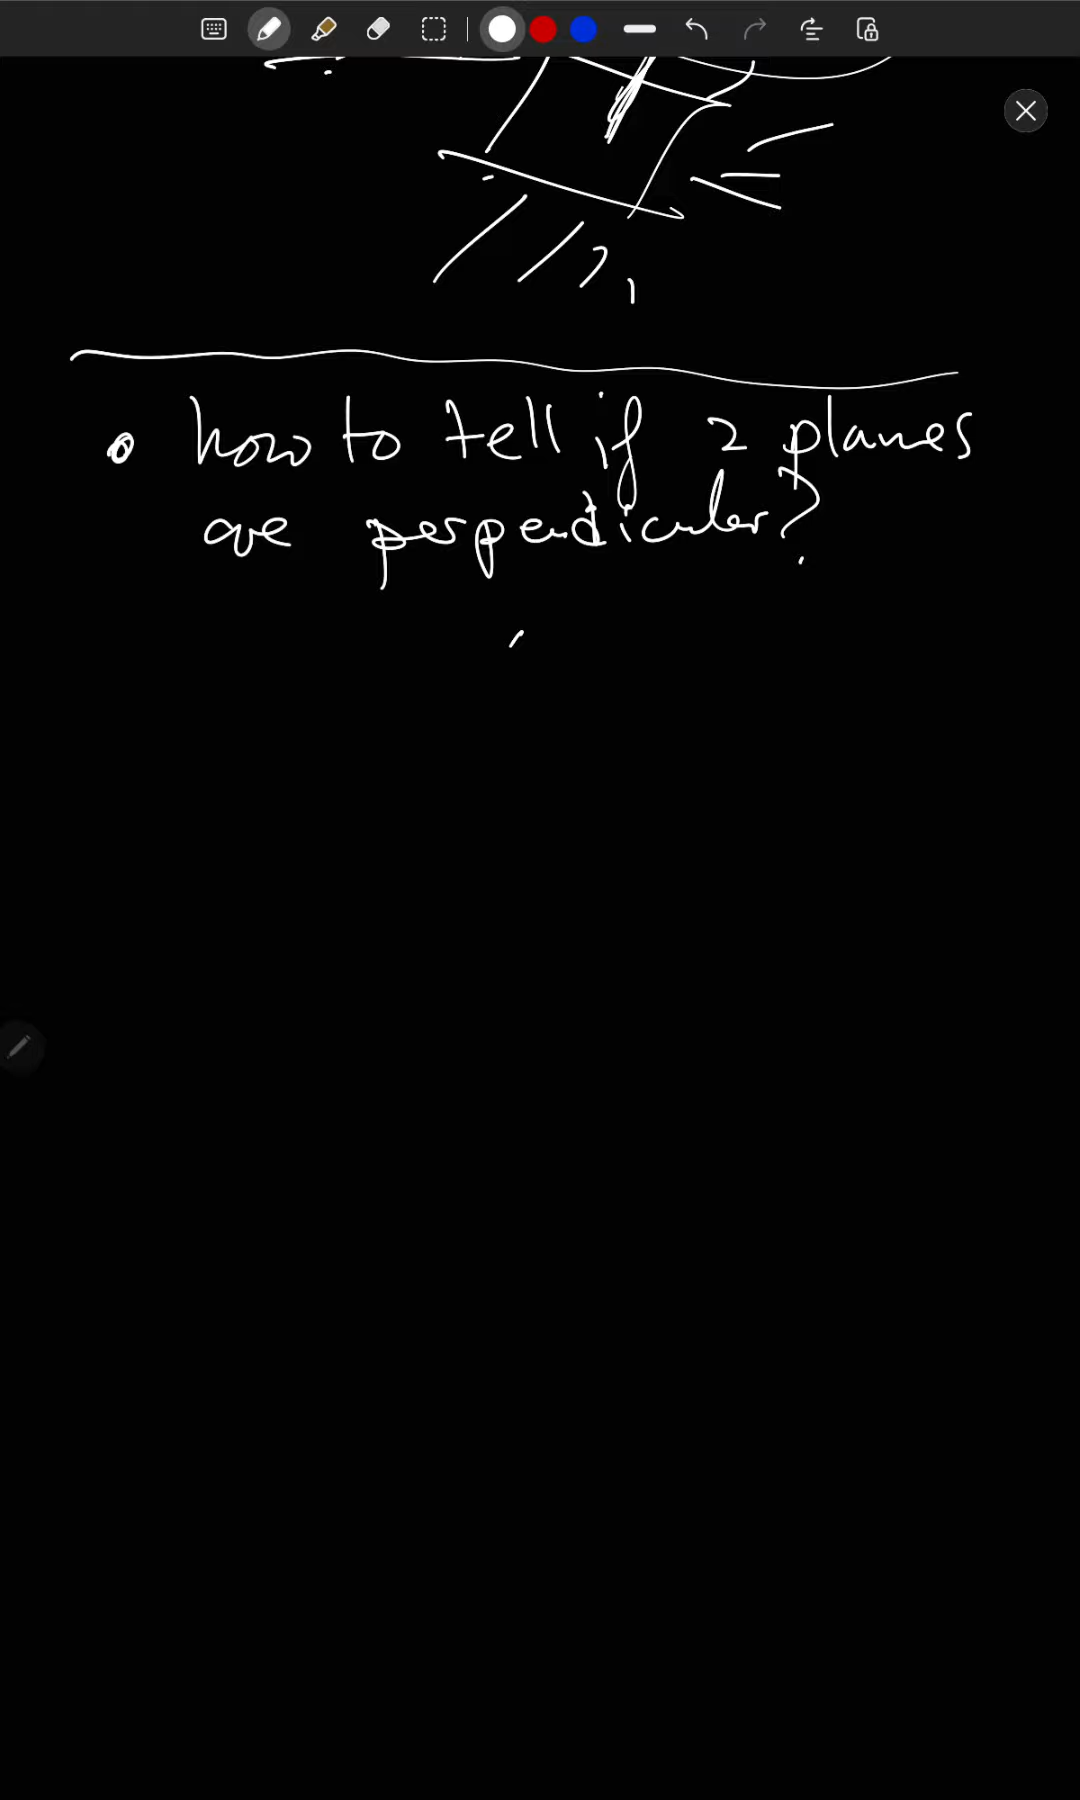 • how to tell if 2 planes
are perpendicular?